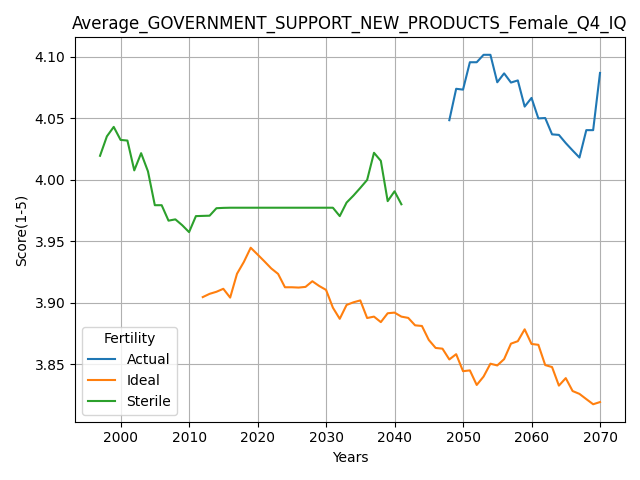 Average_GOVERNMENT_SUPPORT_NEW_PRODUCTS_Female_Q4_IQ
4.10
4.05
4.00
3.95
3.90
3.85
Score(1-5)
Fertility
Actual
Ideal
Sterile
2000 2010 2020 2030 2040 2050 2060 2070
Years